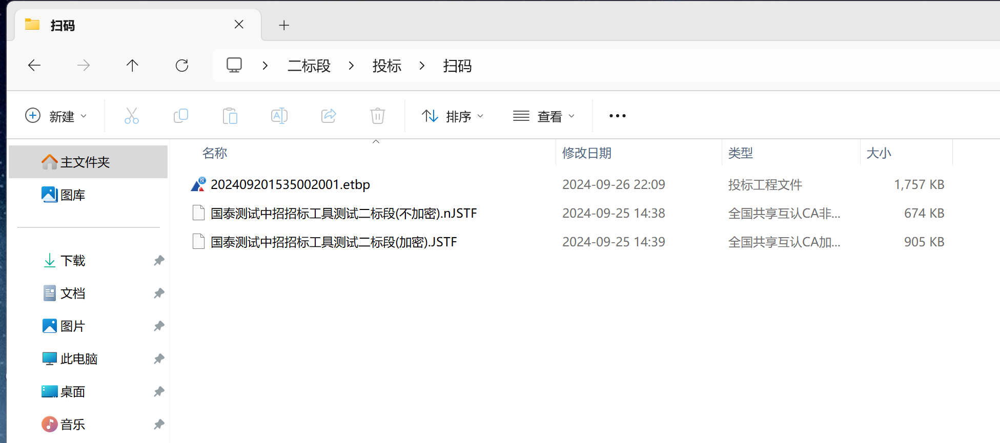 扫码
二标段 投标 扫码
新建 排序 查看
名称 修改日期 类型 大小
主文件夹
图库
下载
文档
图片
此电脑
桌面
音乐
202409201535002001.etbp 2024-09-26 22:09 投标工程文件 1,757 KB
国泰测试中招招标工具测试二标段(不加密).nJSTF 2024-09-25 14:38 全国共享互认CA非... 674 KB
国泰测试中招招标工具测试二标段(加密).JSTF 2024-09-25 14:39 全国共享互认CA加... 905 KB